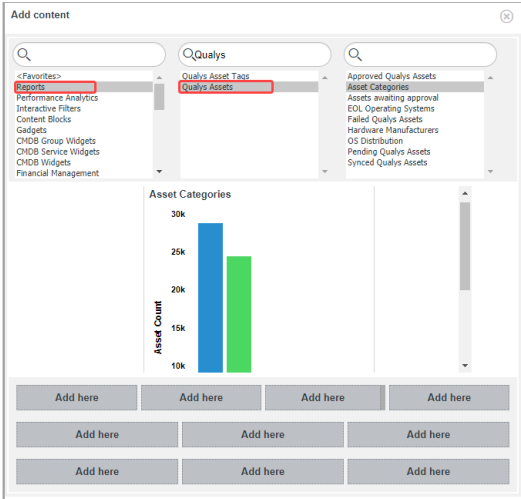 Add content
Qualys
<Favorites>
Reports
Performance Analytics
Interactive Filters
Content Blocks
Gadgets
CMDB Group Widgets
CMDB Service Widgets
CMDB Widgets
Financial Management
Qualys Asset Tags
Qualys Assets
Approved Qualys Assets
Asset Categories
Assets awaiting approval
EOL Operating Systems
Failed Qualys Assets
Hardware Manufacturers
OS Distribution
Pending Qualys Assets
Synced Qualys Assets
Asset Categories
30k
25k
20k
15k
10k
Asset Count
Add here Add here Add here Add here
Add here Add here Add here
Add here Add here Add here